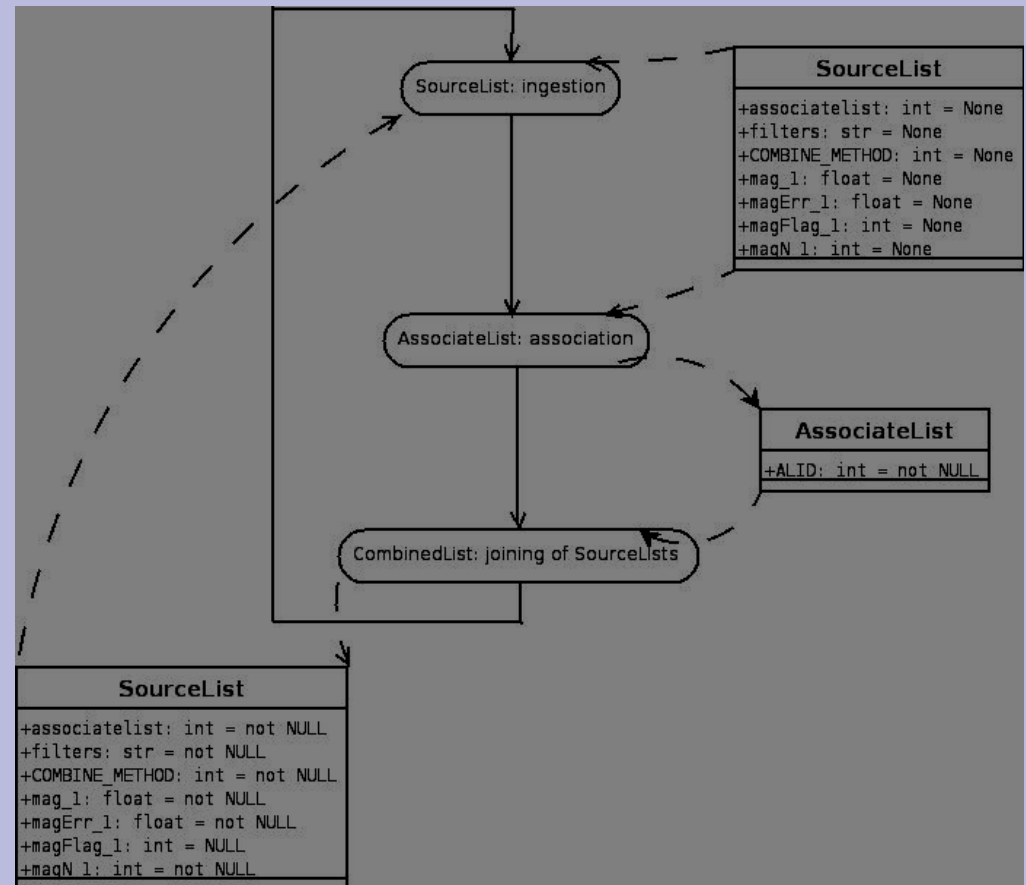 SourceList: ingestion
SourceList
+associatelist: int = None
+filters: str = None
+COMBINE_METHOD: int = None
+mag_1: float = None
+magErr_1: float = None
+magFlag_1: int = None
+magN_1: int = None
AssociateList: association
AssociateList
+ALID: int = not NULL
CombinedList: joining of SourceLists
SourceList
+associatelist: int = not NULL
+filters: str = not NULL
+COMBINE_METHOD: int = not NULL
+mag_1: float = not NULL
+magErr_1: float = not NULL
+magFlag_1: int = NULL
+magN_1: int = not NULL